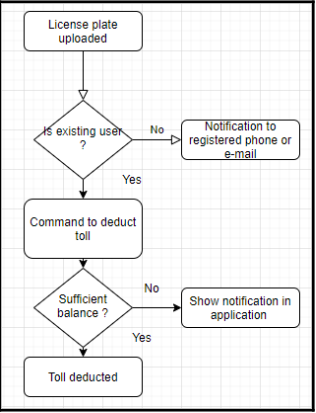 License plate
uploaded
Is existing user
?
No
Notification to
registered phone or
e-mail
Yes
Command to deduct
toll
Sufficient
balance ?
No
Show notification in
application
Yes
Toll deducted